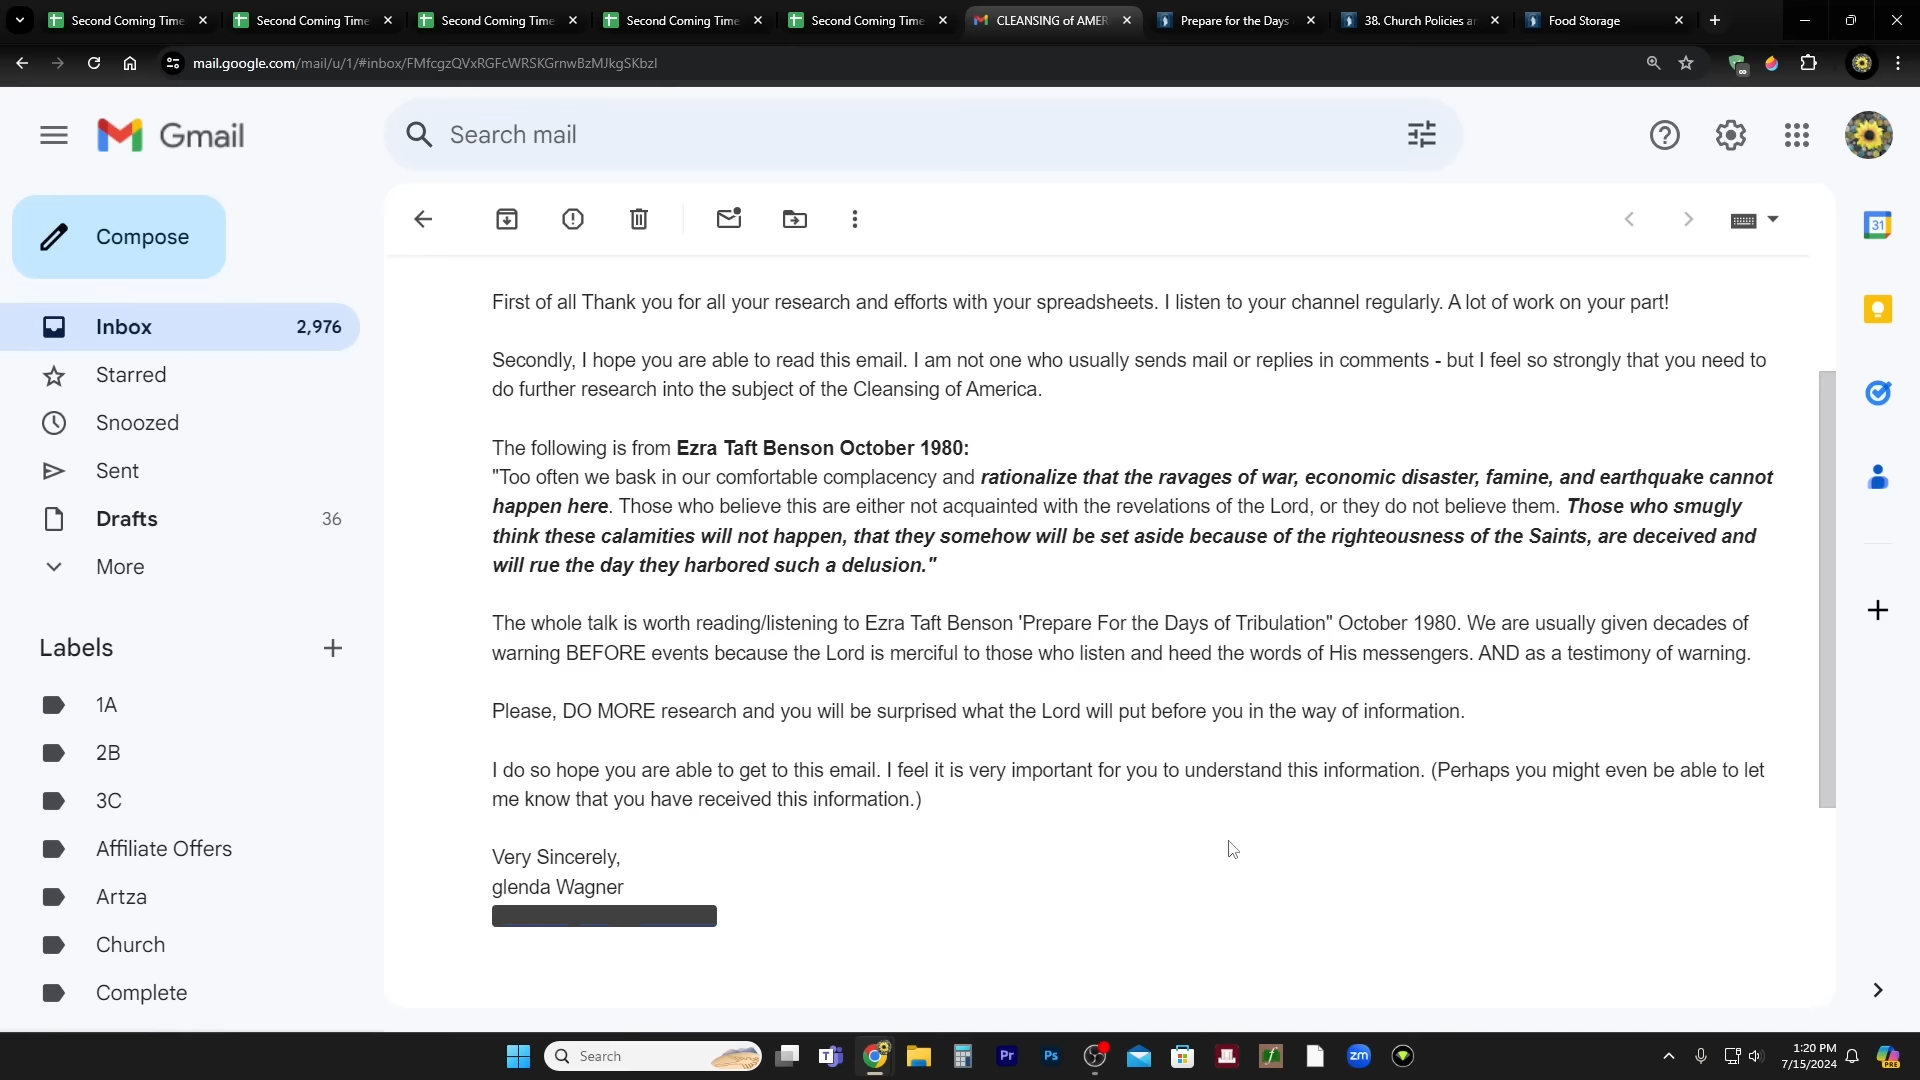 Second Coming Time
Second Coming Time
Second Coming Time
Second Coming Time
Second Coming Time
CLEANSING of AMER
Prepare for the Days
38. Church Policies an
Food Storage
mail.google.com/mail/u/1/#inbox/FMfcgzQVxRGFcWRSKGrnwBzMJkgSKbzl
Gmail
Search mail
Compose
Inbox 2,976
Starred
Snoozed
Sent
Drafts 36
More
Labels
1A
2B
3C
Affiliate Offers
Artza
Church
Complete
First of all Thank you for all your research and efforts with your spreadsheets. I listen to your channel regularly. A lot of work on your part!
Secondly, I hope you are able to read this email. I am not one who usually sends mail or replies in comments - but I feel so strongly that you need to
do further research into the subject of the Cleansing of America.
The following is from Ezra Taft Benson October 1980:
"Too often we bask in our comfortable complacency and rationalize that the ravages of war, economic disaster, famine, and earthquake cannot
happen here. Those who believe this are either not acquainted with the revelations of the Lord, or they do not believe them. Those who smugly
think these calamities will not happen, that they somehow will be set aside because of the righteousness of the Saints, are deceived and
will rue the day they harbored such a delusion."
The whole talk is worth reading/listening to Ezra Taft Benson 'Prepare For the Days of Tribulation" October 1980. We are usually given decades of
warning BEFORE events because the Lord is merciful to those who listen and heed the words of His messengers. AND as a testimony of warning.
Please, DO MORE research and you will be surprised what the Lord will put before you in the way of information.
I do so hope you are able to get to this email. I feel it is very important for you to understand this information. (Perhaps you might even be able to let
me know that you have received this information.)
Very Sincerely,
glenda Wagner
31
Search
Pr
Ps
zm
1:20 PM
7/15/2024
PRE